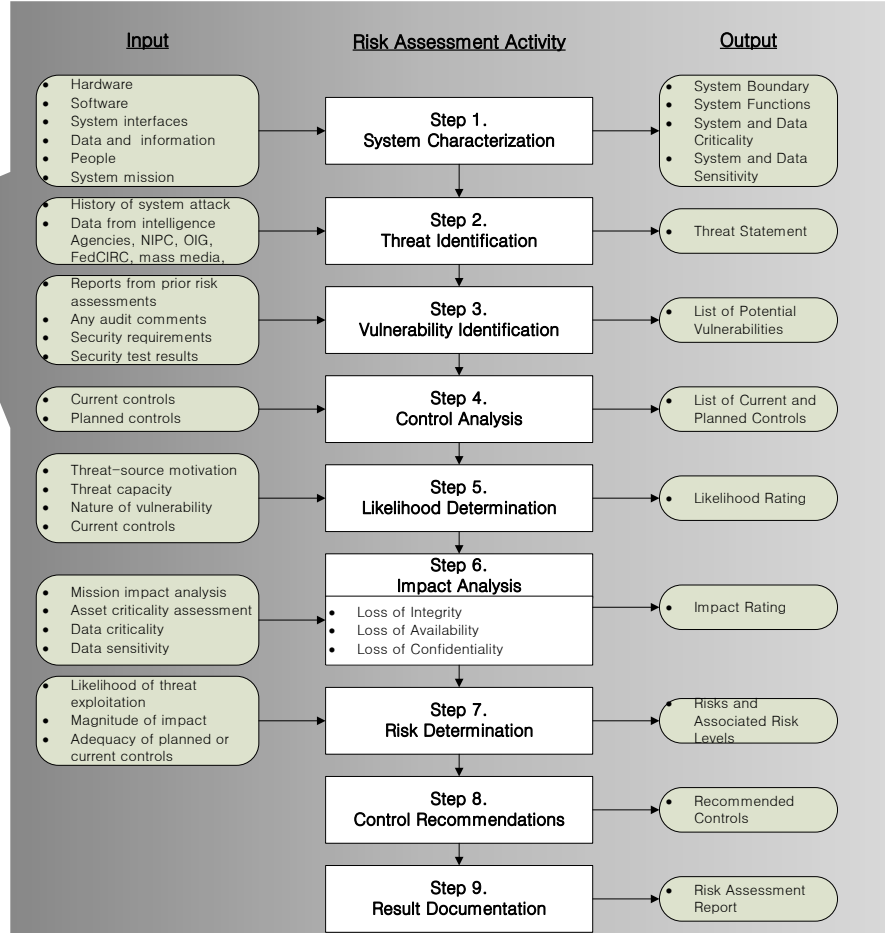 Input
Risk Assessment Activity
Output
• Hardware
• Software
• System interfaces
• Data and information
• People
• System mission
Step 1.
System Characterization
• System Boundary
• System Functions
• System and Data
Criticality
• System and Data
Sensitivity
• History of system attack
• Data from intelligence
Agencies, NIPC, OIG,
FedCIRC, mass media,
Step 2.
Threat Identification
• Threat Statement
• Reports from prior risk
assessments
• Any audit comments
• Security requirements
• Security test results
Step 3.
Vulnerability Identification
• List of Potential
Vulnerabilities
• Current controls
• Planned controls
Step 4.
Control Analysis
• List of Current and
Planned Controls
• Threat-source motivation
• Threat capacity
• Nature of vulnerability
• Current controls
Step 5.
Likelihood Determination
• Likelihood Rating
• Mission impact analysis
• Asset criticality assessment
• Data criticality
• Data sensitivity
Step 6.
Impact Analysis
• Loss of Integrity
• Loss of Availability
• Loss of Confidentiality
• Impact Rating
• Likelihood of threat
exploitation
• Magnitude of impact
• Adequacy of planned or
current controls
Step 7.
Risk Determination
• Risks and
Associated Risk
Levels
Step 8.
Control Recommendations
• Recommended
Controls
Step 9.
Result Documentation
• Risk Assessment
Report